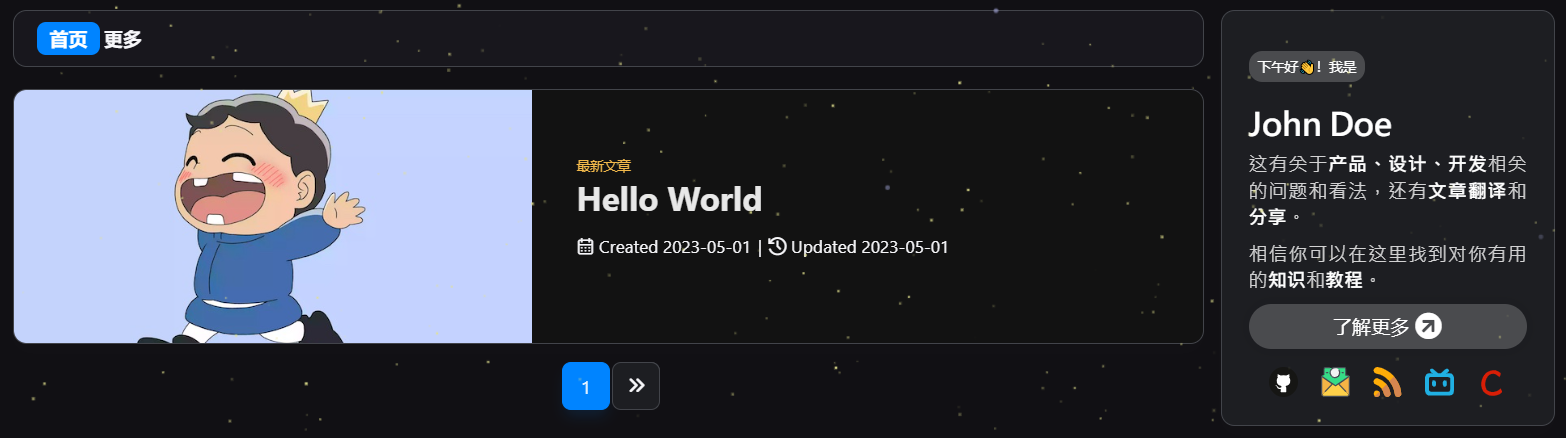 首页 更多
最新文章
Hello World
Created 2023-05-01 | Updated 2023-05-01
1
下午好👋！我是
John Doe
这有关于产品、设计、开发相关
的问题和看法，还有文章翻译和
分享。
相信你可以在这里找到对你有用
的知识和教程。
了解更多
C